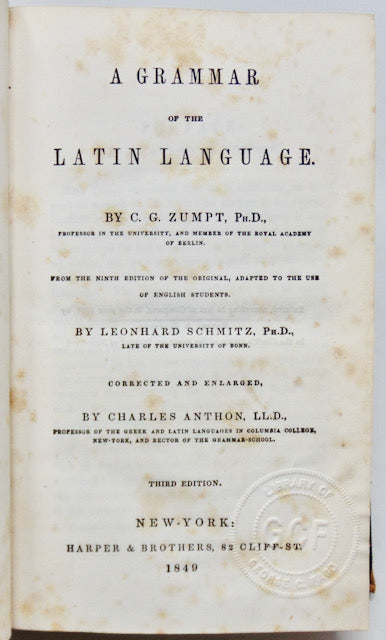 A GRAMMAR
OF THE
LATIN LANGUAGE.
BY C. G. ZUMPT, PH.D.,
PROFESSOR IN THE UNIVERSITY, AND MEMBER OF THE ROYAL ACADEMY
OF BERLIN.
FROM THE NINTH EDITION OF THE ORIGINAL, ADAPTED TO THE USE
OF ENGLISH STUDENTS.
BY LEONHARD SCHMITZ, PH.D.,
LATE OF THE UNIVERSITY OF BONN.
CORRECTED AND ENLARGED,
BY CHARLES ANTHON, LL.D.,
PROFESSOR OF THE GREEK AND LATIN LANGUAGES IN COLUMBIA COLLEGE,
NEW-YORK, AND RECTOR OF THE GRAMMAR-SCHOOL.
THIRD EDITION.
NEW-YORK:
HARPER & BROTHERS, 82 CLIFF-ST.
1849
LIBRARY OF
GCF
GEORGE C.